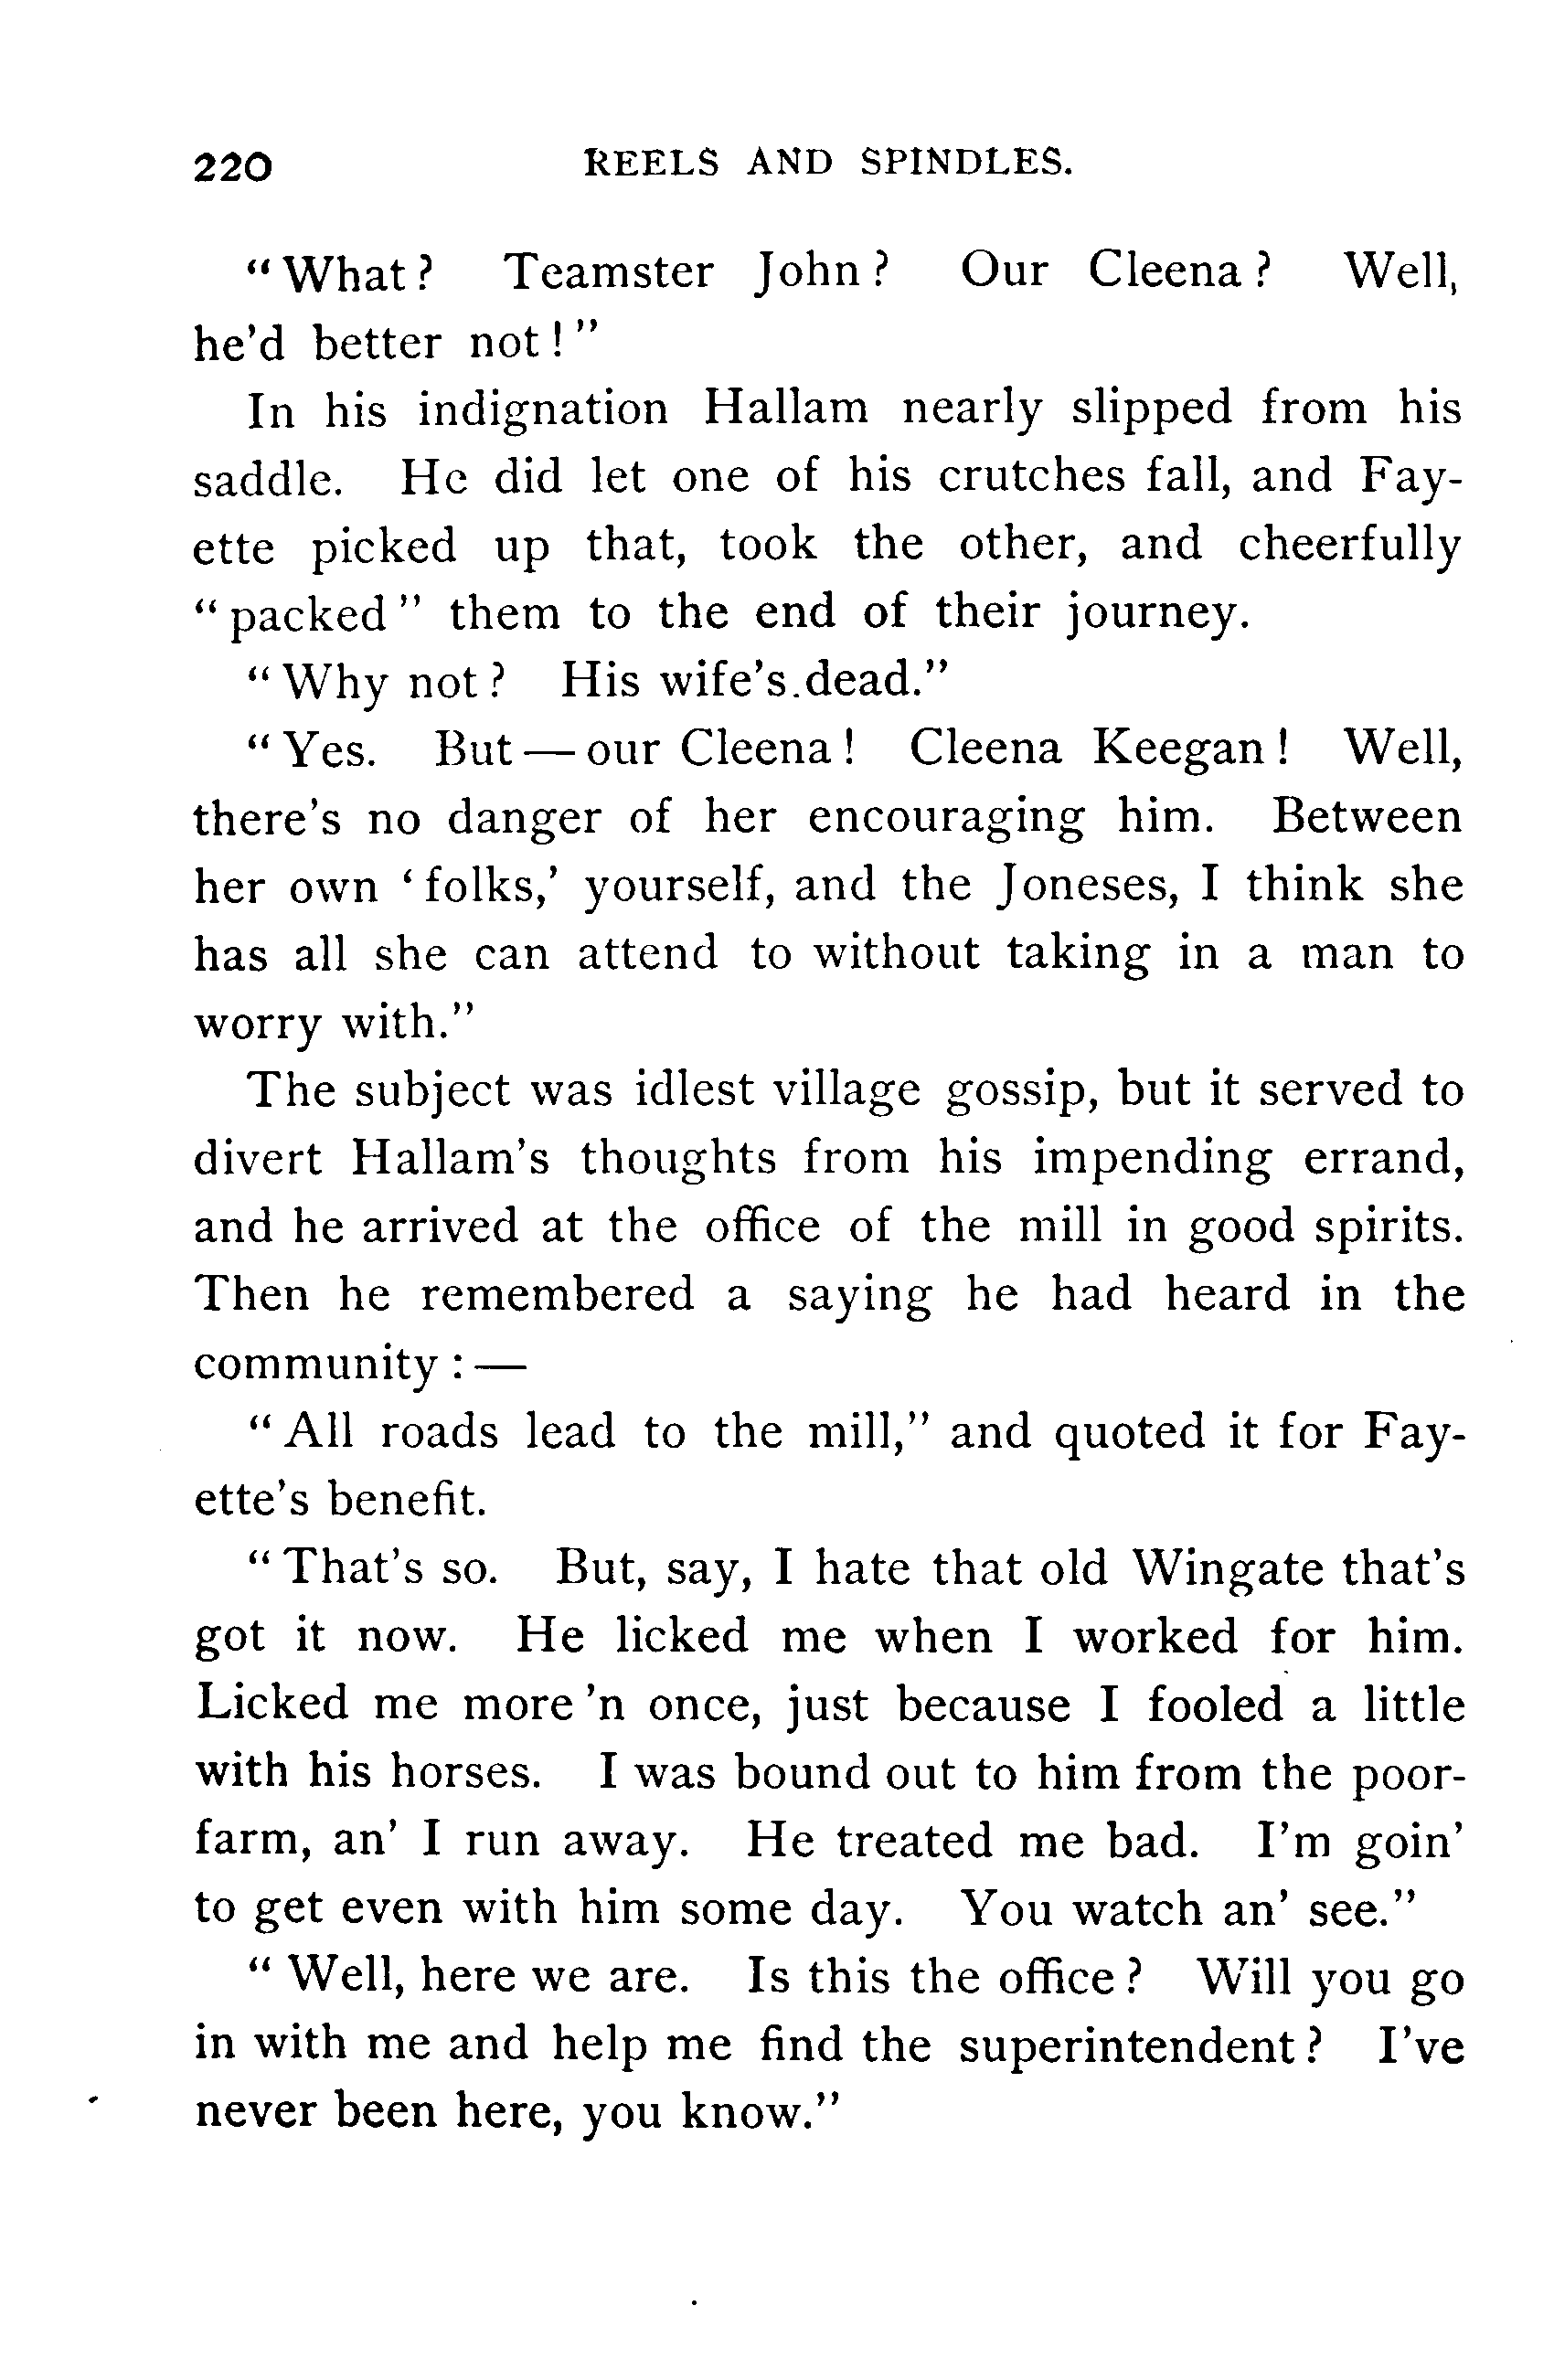 220 REELS AND SPINDLES.
“What? Teamster John? Our Cleena? Well,
he’d better not!”
In his indignation Hallam nearly slipped from his
saddle. He did let one of his crutches fall, and Fay-
ette picked up that, took the other, and cheerfully
“packed” them to the end of their journey.
“Why not? His wife’s dead.”
“Yes. But — our Cleena! Cleena Keegan! Well,
there’s no danger of her encouraging him. Between
her own ‘folks,’ yourself, and the Joneses, I think she
has all she can attend to without taking in a man to
worry with.”
The subject was idlest village gossip, but it served to
divert Hallam’s thoughts from his impending errand,
and he arrived at the office of the mill in good spirits.
Then he remembered a saying he had heard in the
community: —
“All roads lead to the mill,” and quoted it for Fay-
ette’s benefit.
“That’s so. But, say, I hate that old Wingate that’s
got it now. He licked me when I worked for him.
Licked me more ’n once, just because I fooled a little
with his horses. I was bound out to him from the poor-
farm, an’ I run away. He treated me bad. I’m goin’
to get even with him some day. You watch an’ see.”
“Well, here we are. Is this the office? Will you go
in with me and help me find the superintendent? I’ve
never been here, you know.”